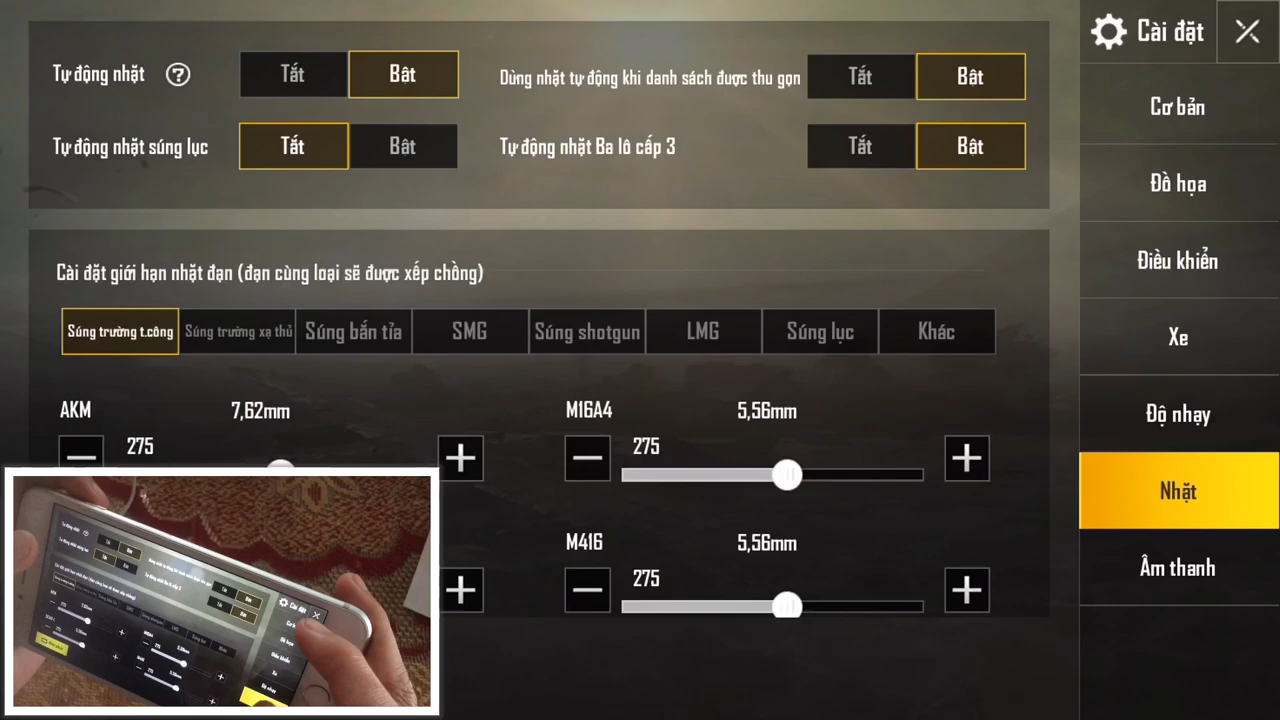 Tự động nhặt ?
Tắt
Bật
Dừng nhặt tự động khi danh sách được thu gọn
Tắt
Bật
Tự động nhặt súng lục
Tắt
Bật
Tự động nhặt Ba lô cấp 3
Tắt
Bật
Cài đặt giới hạn nhặt đạn (đạn cùng loại sẽ được xếp chồng)
Súng trường t.công
Súng trường xạ thủ
Súng bắn tỉa
SMG
Súng shotgun
LMG
Súng lục
Khác
AKM
7,62mm
275
M16A4
5,56mm
275
M416
5,56mm
275
Cài đặt
Cơ bản
Đồ họa
Điều khiển
Xe
Độ nhạy
Nhặt
Âm thanh